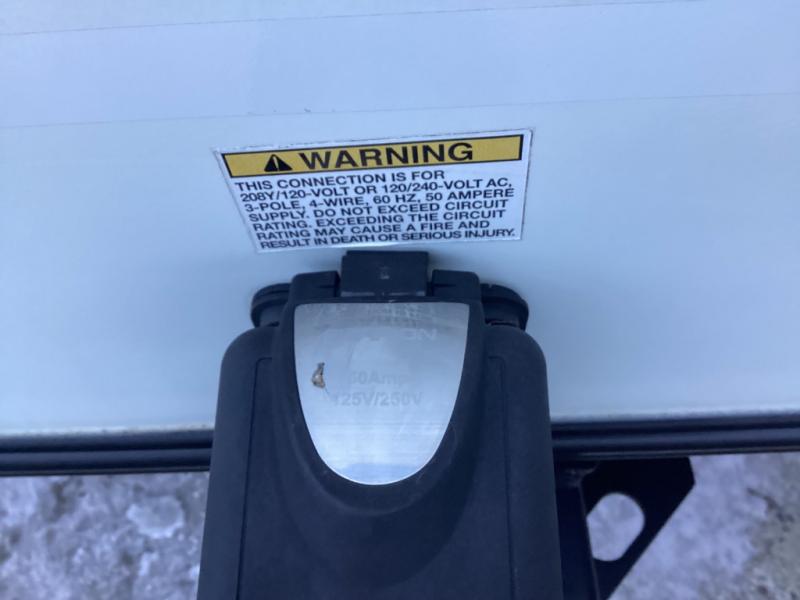 WARNING
THIS CONNECTION IS FOR
208Y/120-VOLT OR 120/240-VOLT AC,
3-POLE, 4-WIRE, 60 HZ, 50 AMPERE
SUPPLY. DO NOT EXCEED CIRCUIT
RATING. EXCEEDING THE CIRCUIT
RATING MAY CAUSE A FIRE AND
RESULT IN DEATH OR SERIOUS INJURY.
50Amp
125V/250V